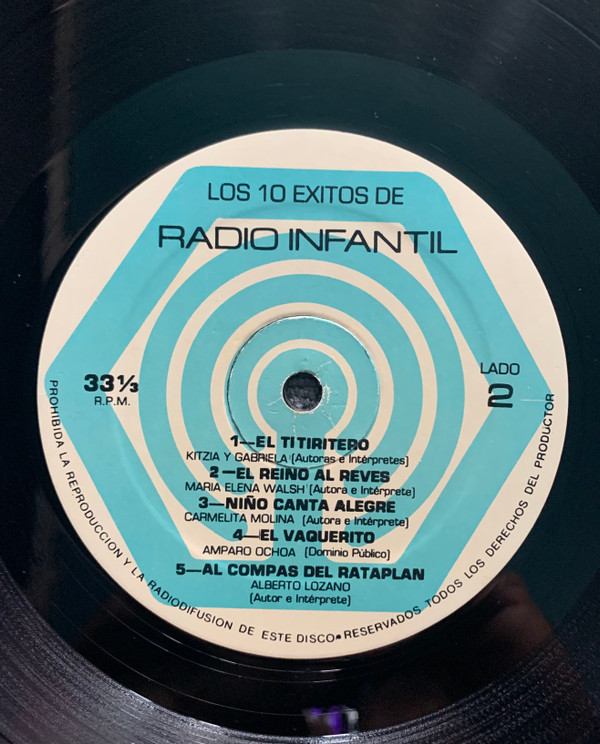 LOS 10 EXITOS DE
RADIO INFANTIL
33⅓
R.P.M.
LADO
2
1—EL TITIRITERO
KITZIA Y GABRIELA (Autoras e Intérpretes)
2—EL REINO AL REVES
MARIA ELENA WALSH (Autora e Intérprete)
3—NIÑO CANTA ALEGRE
CARMELITA MOLINA (Autora e Intérprete)
4—EL VAQUERITO
AMPARO OCHOA (Dominio Público)
5—AL COMPAS DEL RATAPLAN
ALBERTO LOZANO
(Autor e Intérprete)
PROHIBIDA LA REPRODUCCION Y LA RADIODIFUSION DE ESTE DISCO•RESERVADOS TODOS LOS DERECHOS DEL PRODUCTOR